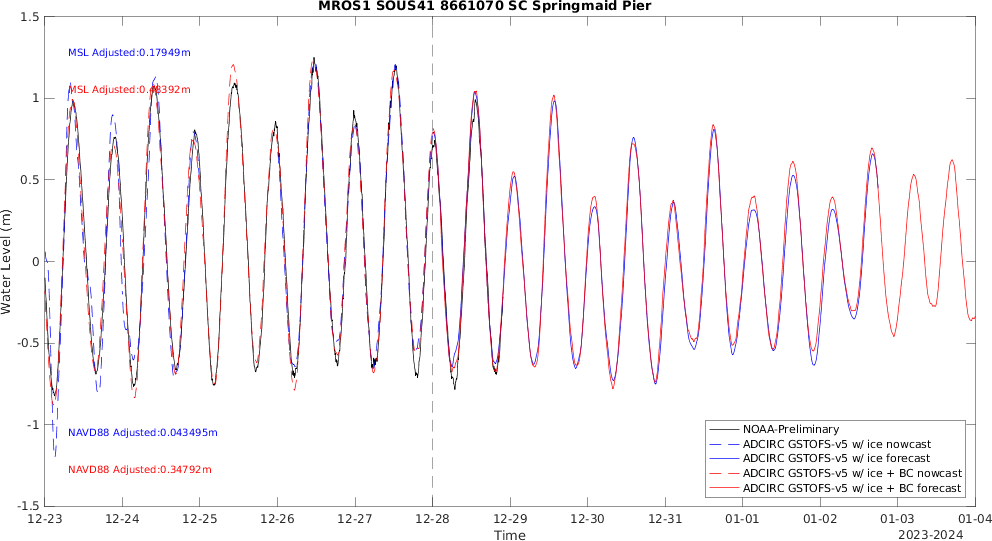 MROS1 SOUS41 8661070 SC Springmaid Pier
1.5
1
0.5
0
-0.5
-1
-1.5
Water Level (m)
MSL Adjusted:0.17949m
MSL Adjusted:0.48392m
NAVD88 Adjusted:0.043495m
NAVD88 Adjusted:0.34792m
NOAA-Preliminary
ADCIRC GSTOFS-v5 w/ ice nowcast
ADCIRC GSTOFS-v5 w/ ice forecast
ADCIRC GSTOFS-v5 w/ ice + BC nowcast
ADCIRC GSTOFS-v5 w/ ice + BC forecast
12-23 12-24 12-25 12-26 12-27 12-28 12-29 12-30 12-31 01-01 01-02 01-03 01-04
Time
2023-2024